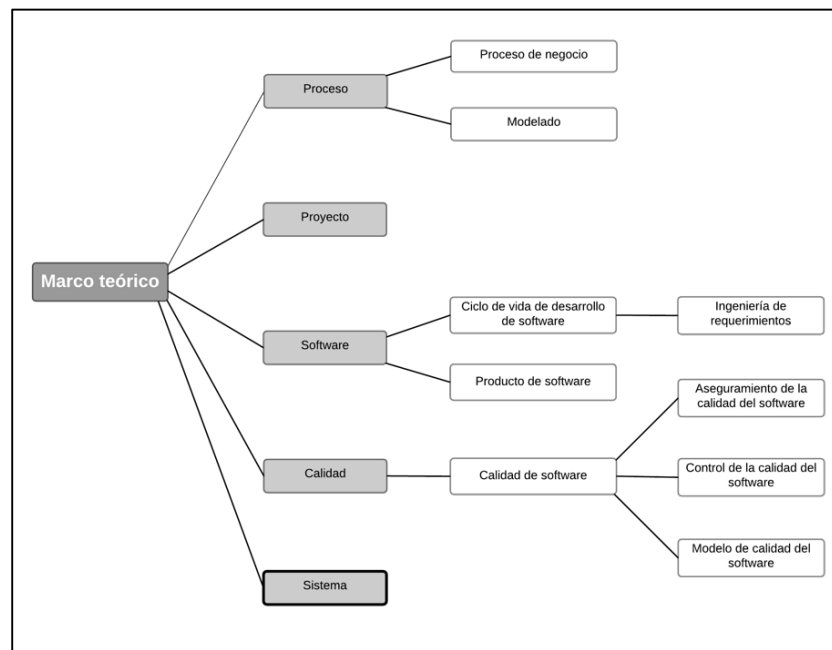 Proceso de negocio
Proceso
Modelado
Proyecto
Marco teórico
Ciclo de vida de desarrollo
de software
Ingeniería de
requerimientos
Software
Producto de software
Aseguramiento de la
calidad del software
Calidad
Calidad de software
Control de la calidad del
software
Modelo de calidad del
software
Sistema